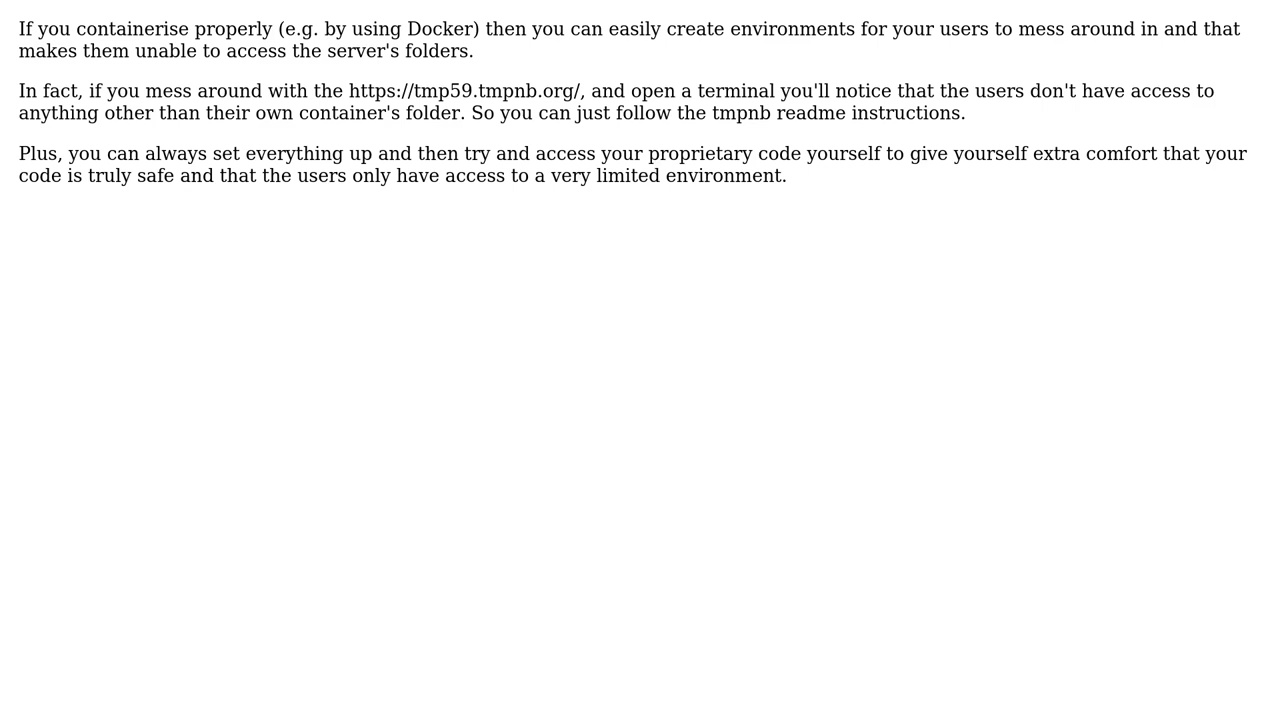 If you containerise properly (e.g. by using Docker) then you can easily create environments for your users to mess around in and that
makes them unable to access the server's folders.
In fact, if you mess around with the https://tmp59.tmpnb.org/, and open a terminal you'll notice that the users don't have access to
anything other than their own container's folder. So you can just follow the tmpnb readme instructions.
Plus, you can always set everything up and then try and access your proprietary code yourself to give yourself extra comfort that your
code is truly safe and that the users only have access to a very limited environment.